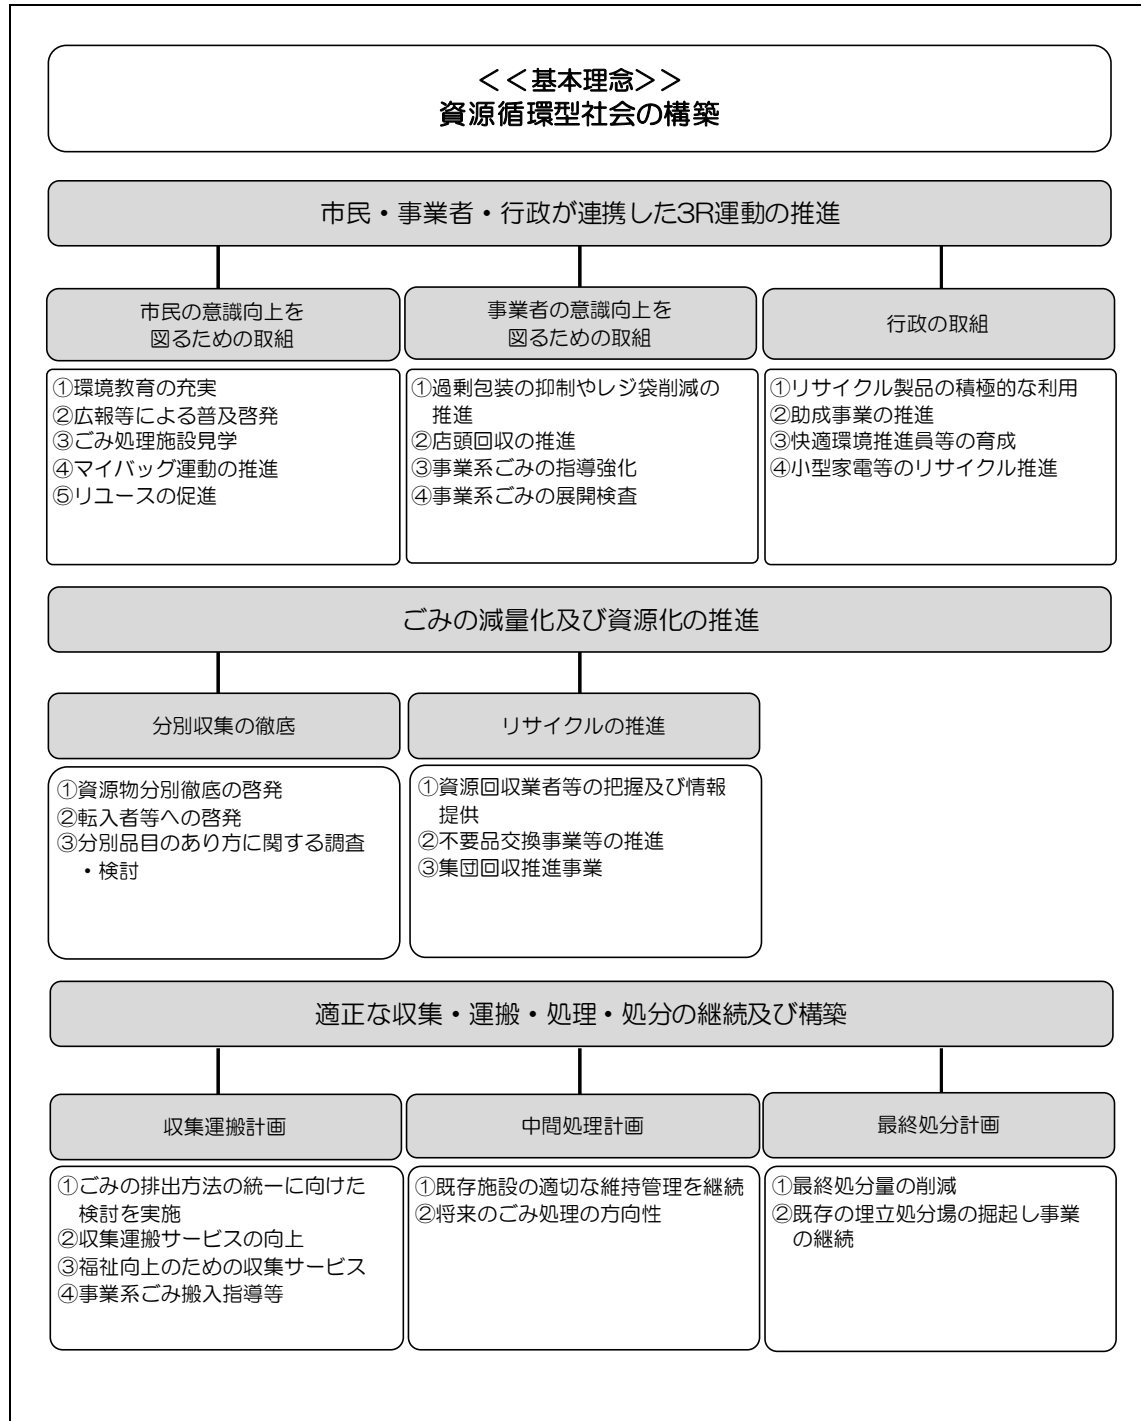 ＜＜基本理念＞＞
資源循環型社会の構築
市民・事業者・行政が連携した3R運動の推進
市民の意識向上を
図るための取組
①環境教育の充実
②広報等による普及啓発
③ごみ処理施設見学
④マイバッグ運動の推進
⑤リユースの促進
事業者の意識向上を
図るための取組
①過剰包装の抑制やレジ袋削減の
推進
②店頭回収の推進
③事業系ごみの指導強化
④事業系ごみの展開検査
行政の取組
①リサイクル製品の積極的な利用
②助成事業の推進
③快適環境推進員等の育成
④小型家電等のリサイクル推進
ごみの減量化及び資源化の推進
分別収集の徹底
①資源物分別徹底の啓発
②転入者等への啓発
③分別品目のあり方に関する調査
・検討
リサイクルの推進
①資源回収業者等の把握及び情報
提供
②不要品交換事業等の推進
③集団回収推進事業
適正な収集・運搬・処理・処分の継続及び構築
収集運搬計画
①ごみの排出方法の統一に向けた
検討を実施
②収集運搬サービスの向上
③福祉向上のための収集サービス
④事業系ごみ搬入指導等
中間処理計画
①既存施設の適切な維持管理を継続
②将来のごみ処理の方向性
最終処分計画
①最終処分量の削減
②既存の埋立処分場の掘起し事業
の継続